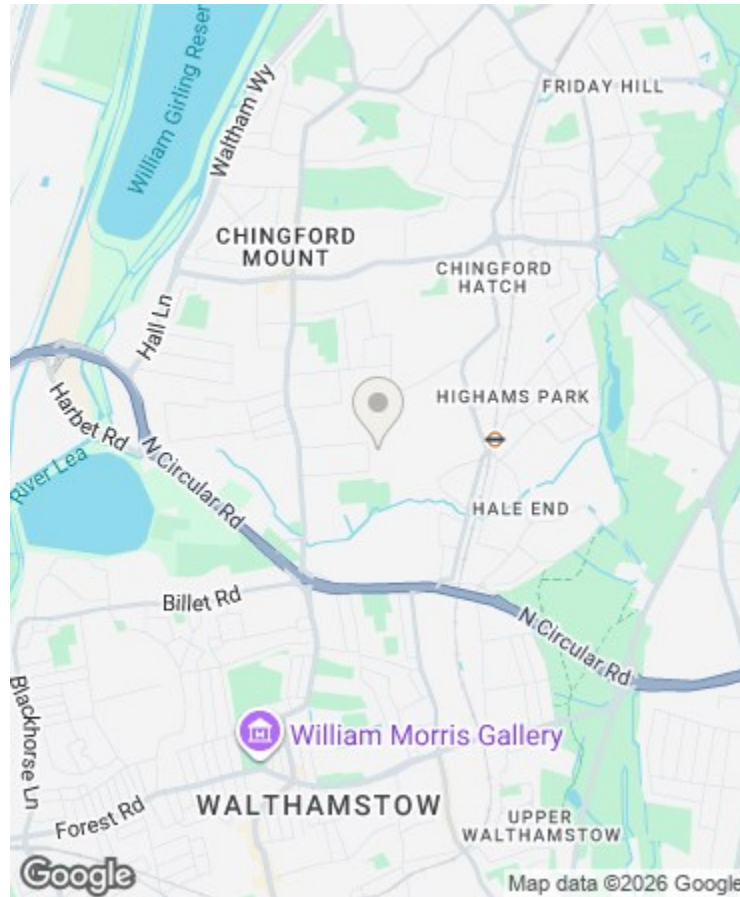 William Girling Reser
Waltham Wy
FRIDAY HILL
CHINGFORD
MOUNT
CHINGFORD
HATCH
Hall Ln
Harbet Rd
HIGHAMS PARK
River Lea
N Circular Rd
HALE END
Billet Rd
N Circular Rd
Blackhorse Ln
William Morris Gallery
WALTHAMSTOW
Forest Rd
UPPER
WALTHAMSTOW
Google
Map data ©2026 Google